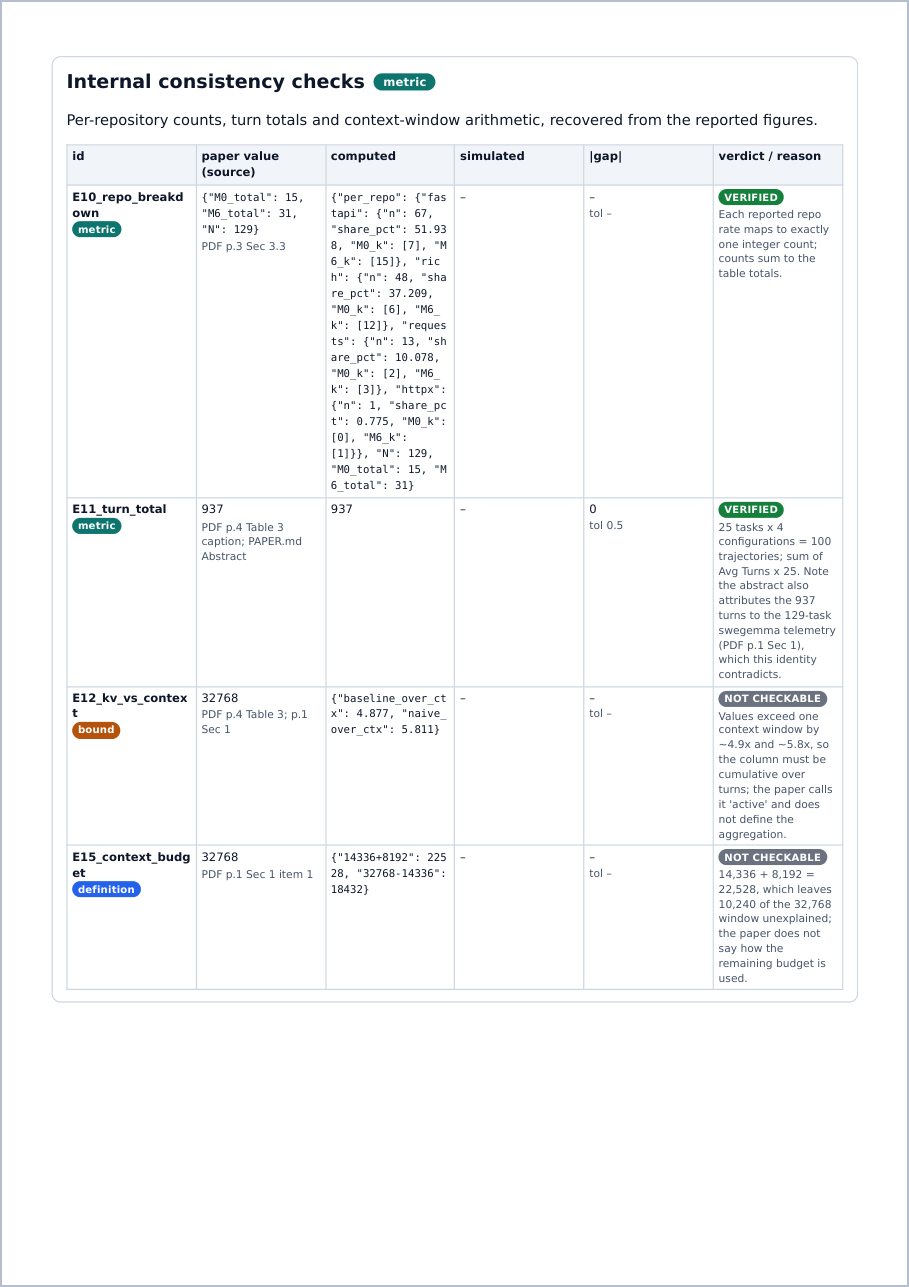 Internal consistency checks metric
Per-repository counts, turn totals and context-window arithmetic, recovered from the reported figures.
id
paper value
(source)
computed
simulated
|gap|
verdict / reason
E10_repo_breakd
own
metric
{"M0_total": 15,
"M6_total": 31,
"N": 129}
PDF p.3 Sec 3.3
{"per_repo": {"fas
tapi": {"n": 67,
"share_pct": 51.93
8, "M0_k": [7], "M
6_k": [15]}, "ric
h": {"n": 48, "sha
re_pct": 37.209,
"M0_k": [6], "M6_
k": [12]}, "reques
ts": {"n": 13, "sh
are_pct": 10.078,
"M0_k": [2], "M6_
k": [3]}, "httpx":
{"n": 1, "share_pc
t": 0.775, "M0_k":
[0], "M6_k":
[1]}}, "N": 129,
"M0_total": 15, "M
6_total": 31}
–
–
tol –
VERIFIED
Each reported repo
rate maps to exactly
one integer count;
counts sum to the
table totals.
E11_turn_total
metric
937
PDF p.4 Table 3
caption; PAPER.md
Abstract
937
–
0
tol 0.5
VERIFIED
25 tasks x 4
configurations = 100
trajectories; sum of
Avg Turns x 25. Note
the abstract also
attributes the 937
turns to the 129-task
swegemma telemetry
(PDF p.1 Sec 1),
which this identity
contradicts.
E12_kv_vs_contex
t
bound
32768
PDF p.4 Table 3; p.1
Sec 1
{"baseline_over_ct
x": 4.877, "naive_
over_ctx": 5.811}
–
–
tol –
NOT CHECKABLE
Values exceed one
context window by
~4.9x and ~5.8x, so
the column must be
cumulative over
turns; the paper calls
it 'active' and does
not define the
aggregation.
E15_context_budg
et
definition
32768
PDF p.1 Sec 1 item 1
{"14336+8192": 225
28, "32768-14336":
18432}
–
–
tol –
NOT CHECKABLE
14,336 + 8,192 =
22,528, which leaves
10,240 of the 32,768
window unexplained;
the paper does not
say how the
remaining budget is
used.